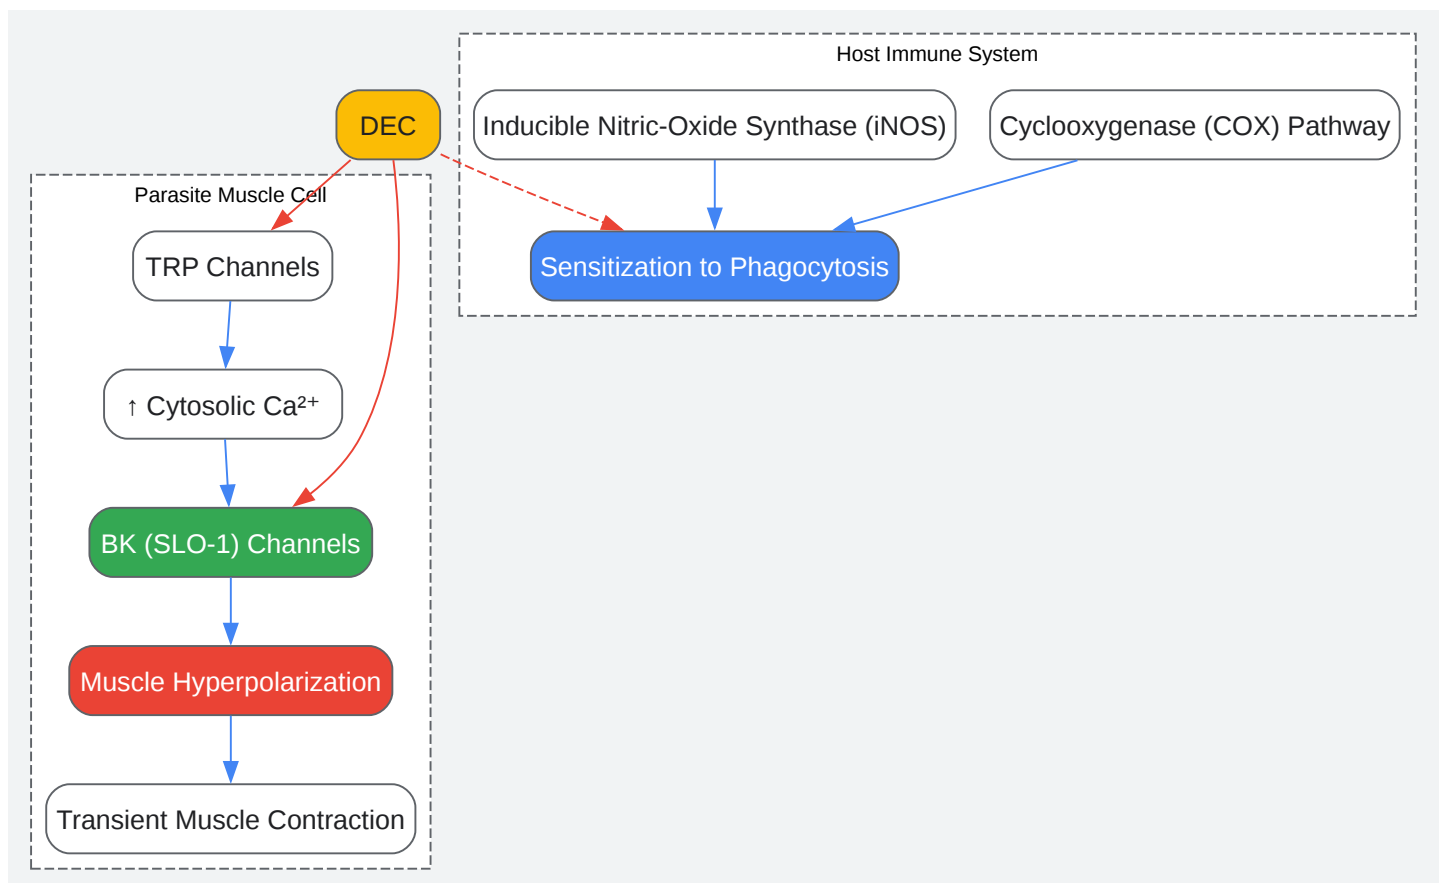 Host Immune System
DEC
Inducible Nitric-Oxide Synthase (iNOS)
Cyclooxygenase (COX) Pathway
Parasite Muscle Cell
TRP Channels
Sensitization to Phagocytosis
↑ Cytosolic Ca²⁺
BK (SLO-1) Channels
Muscle Hyperpolarization
Transient Muscle Contraction